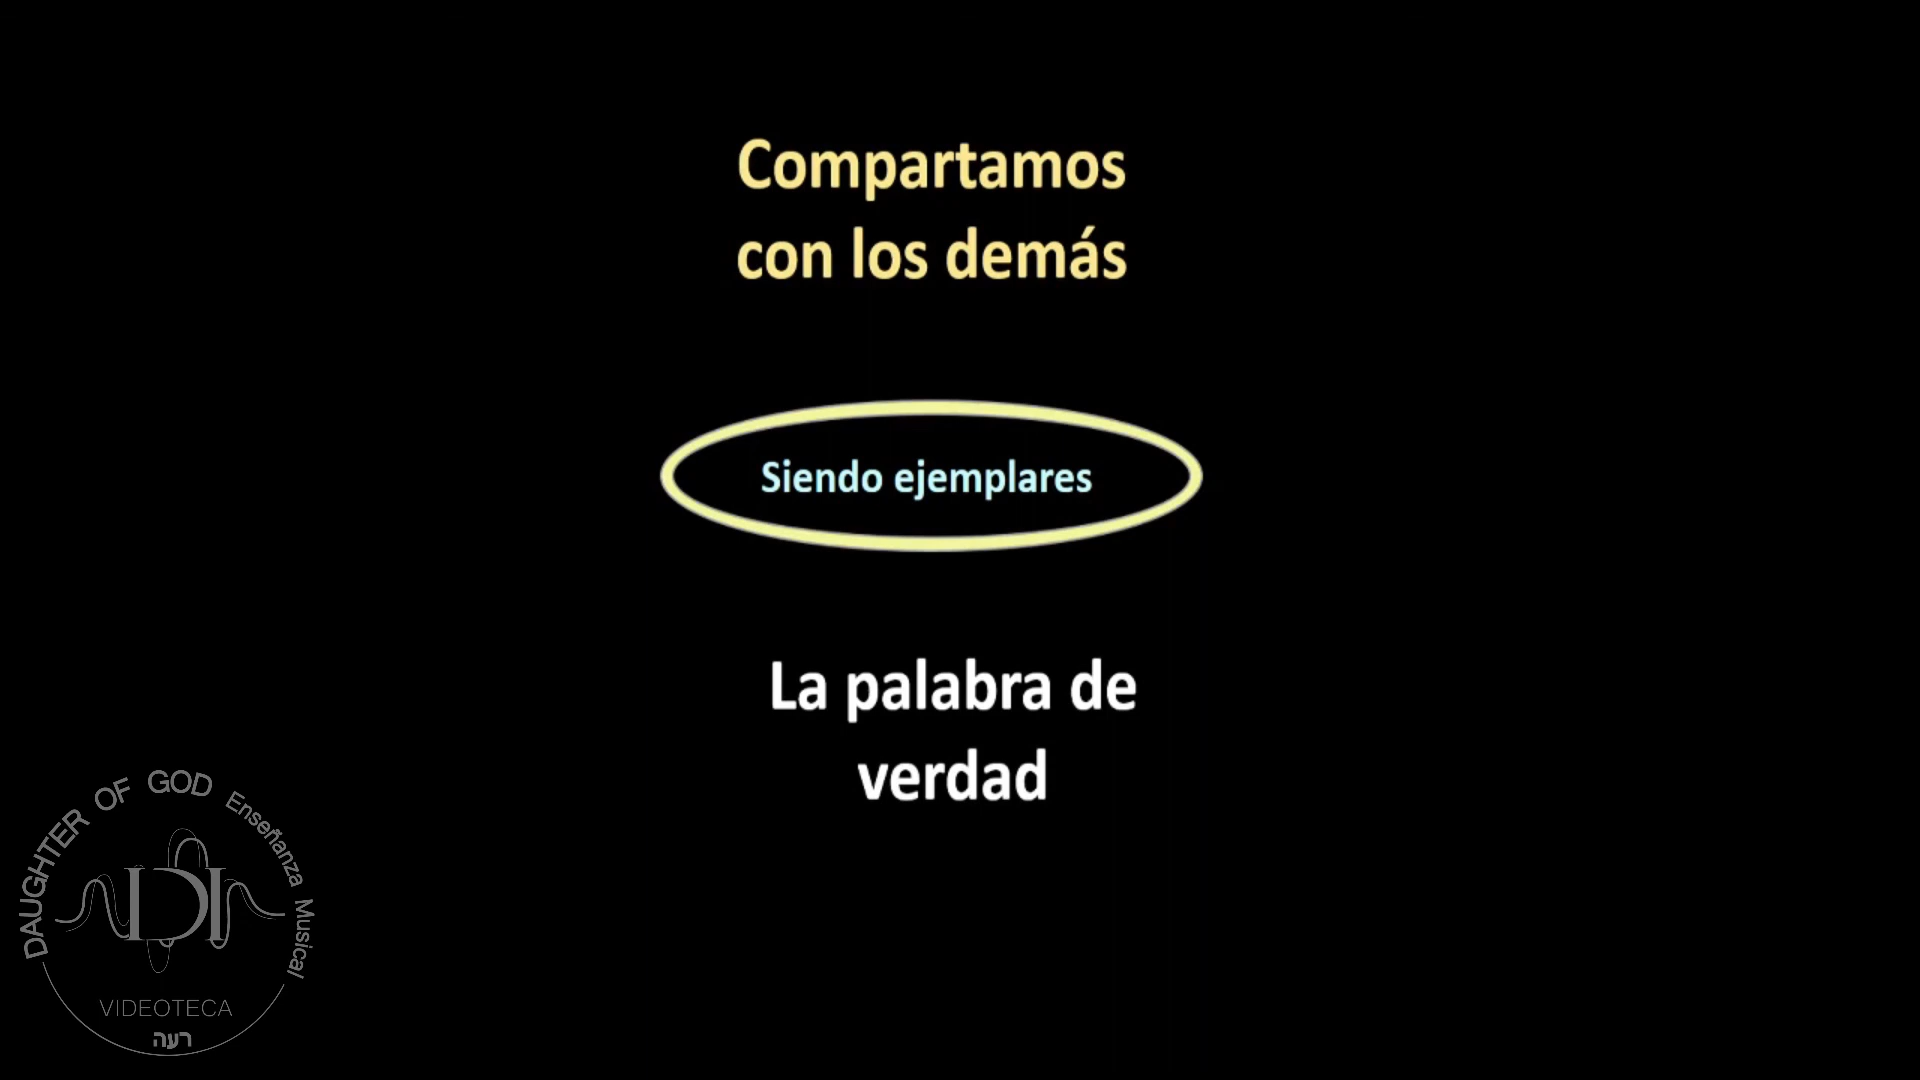 Compartamos
con los demás
Siendo ejemplares
La palabra de
verdad
DAUGHTER OF GOD Enseñanza Musical
VIDEOTECA
רעה